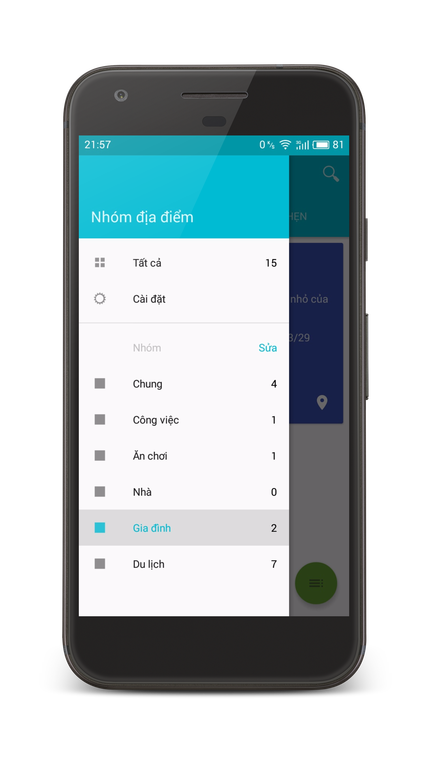 21:57 0 K/s 81
HẸN
Nhóm địa điểm
Tất cả 15
Cài đặt
nhỏ của
3/29
Nhóm Sửa
Chung 4
Công việc 1
Ăn chơi 1
Nhà 0
Gia đình 2
Du lịch 7